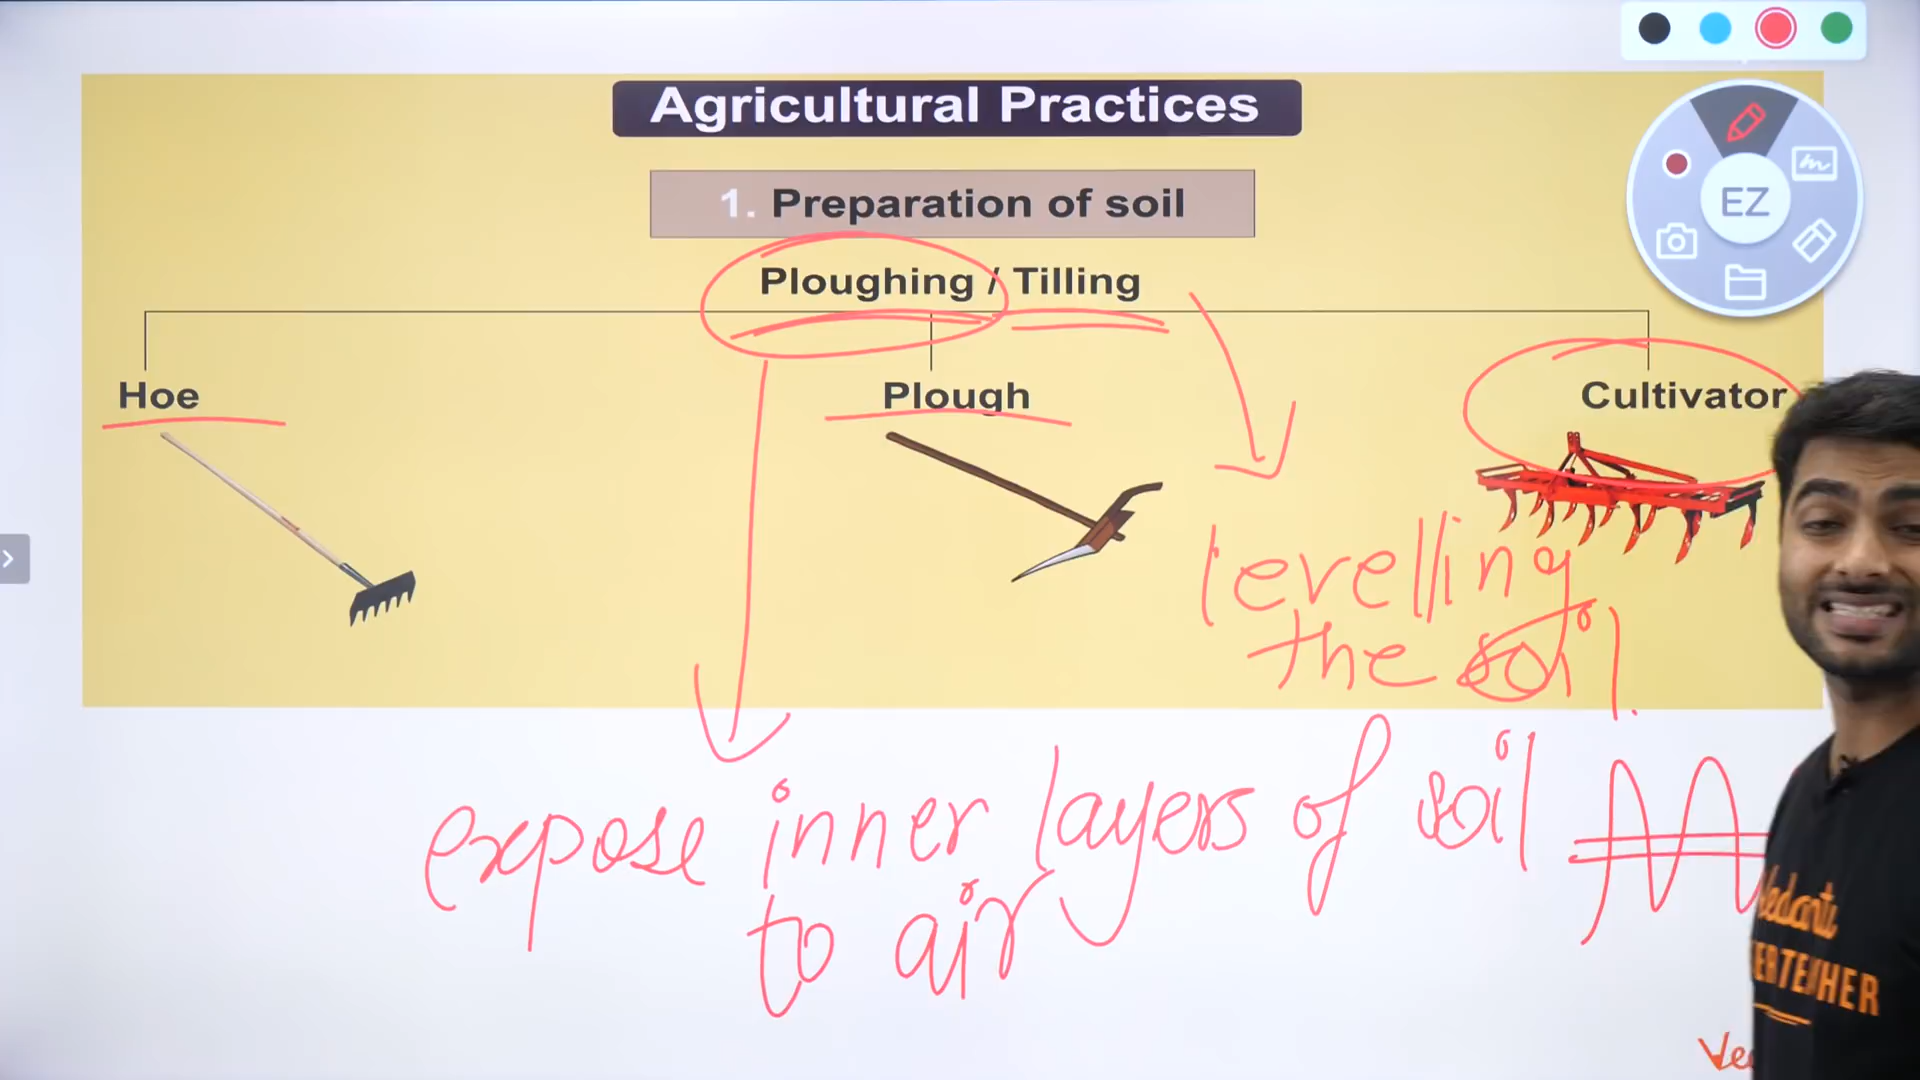 Agricultural Practices
1. Preparation of soil
Ploughing / Tilling
Hoe
Plough
Cultivator
levelling
the soil.
expose inner layers of soil
to air
EZ